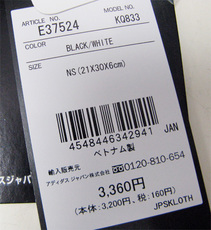 ARTICLE NO.
MODEL NO.
E37524
KQ833
COLOR
BLACK/WHITE
SIZE
NS(21X30X6cm)
4548446342941
JAN
ベトナム製
輸入販売元
アディダス ジャパン株式会社
0120-810-654
3,360円
(本体:3,200円、税:160円)
JPSKLOTH
スジャパ